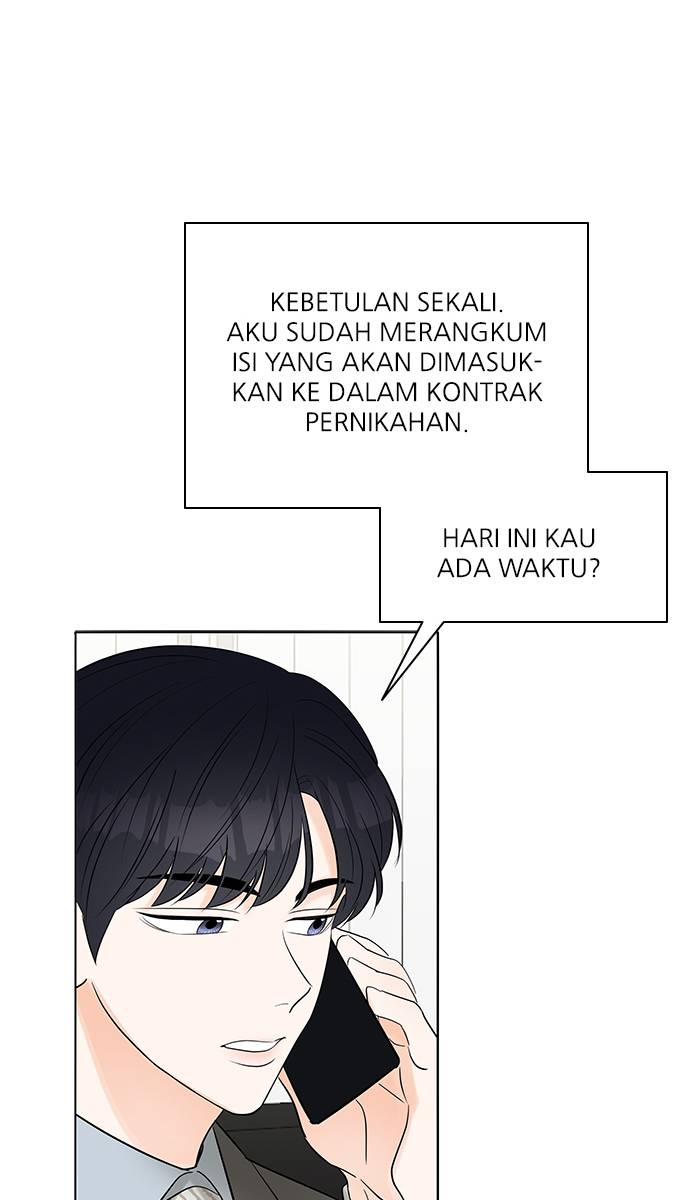 KEBETULAN SEKALI.
AKU SUDAH MERANGKUM
ISI YANG AKAN DIMASUK-
KAN KE DALAM KONTRAK
PERNIKAHAN.
HARI INI KAU
ADA WAKTU?